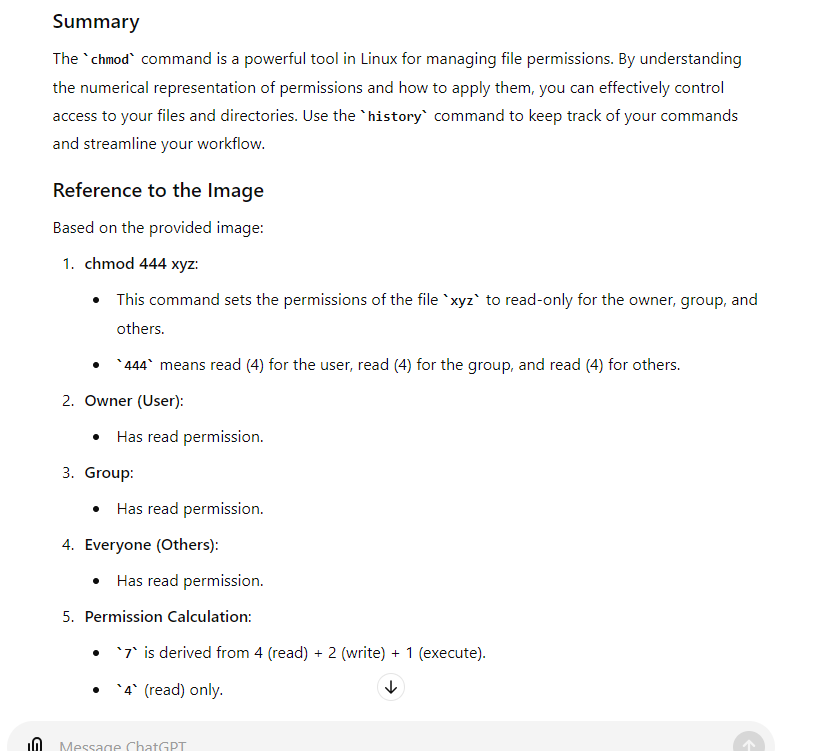 Summary
The `chmod` command is a powerful tool in Linux for managing file permissions. By understanding
the numerical representation of permissions and how to apply them, you can effectively control
access to your files and directories. Use the `history` command to keep track of your commands
and streamline your workflow.
Reference to the Image
Based on the provided image:
1. chmod 444 xyz:
• This command sets the permissions of the file `xyz` to read-only for the owner, group, and
others.
• `444` means read (4) for the user, read (4) for the group, and read (4) for others.
2. Owner (User):
• Has read permission.
3. Group:
• Has read permission.
4. Everyone (Others):
• Has read permission.
5. Permission Calculation:
• `7` is derived from 4 (read) + 2 (write) + 1 (execute).
• `4` (read) only.
Message ChatGPT